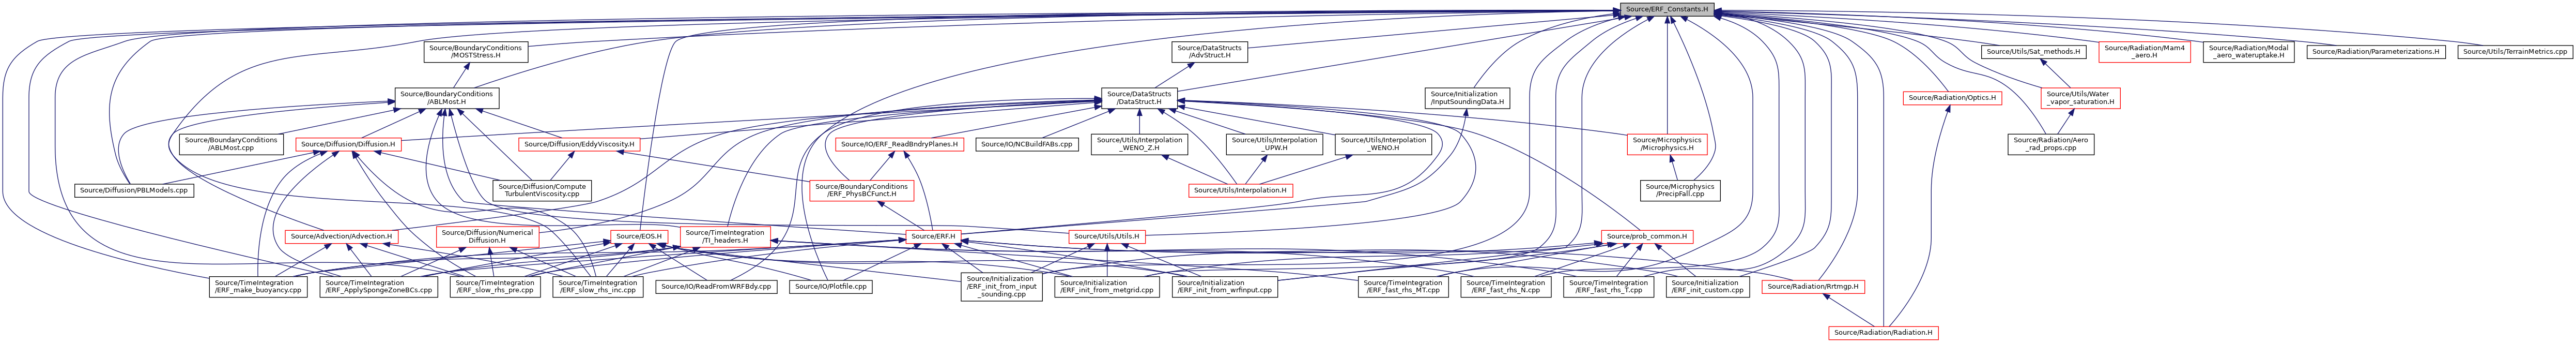 Source/ERF_Constants.H
Source/BoundaryConditions
/MOSTStress.H
Source/DataStructs
/AdvStruct.H
Source/Utils/Sat_methods.H
Source/Radiation/Mam4
_aero.H
Source/Radiation/Modal
_aero_wateruptake.H
Source/Radiation/Parameterizations.H
Source/Utils/TerrainMetrics.cpp
Source/BoundaryConditions
/ABLMost.H
Source/DataStructs
/DataStruct.H
Source/Initialization
/InputSoundingData.H
Source/Radiation/Optics.H
Source/Utils/Water
_vapor_saturation.H
Source/BoundaryConditions
/ABLMost.cpp
Source/Diffusion/Diffusion.H
Source/Diffusion/EddyViscosity.H
Source/IO/ERF_ReadBndryPlanes.H
Source/IO/NCBuildFABs.cpp
Source/Utils/Interpolation
_WENO_Z.H
Source/Utils/Interpolation
_UPW.H
Source/Utils/Interpolation
_WENO.H
Source/Microphysics
/Microphysics.H
Source/Radiation/Aero
_rad_props.cpp
Source/Diffusion/PBLModels.cpp
Source/Diffusion/Compute
TurbulentViscosity.cpp
Source/BoundaryConditions
/ERF_PhysBCFunct.H
Source/Utils/Interpolation.H
Source/Microphysics
/PrecipFall.cpp
Source/Advection/Advection.H
Source/Diffusion/Numerical
Diffusion.H
Source/EOS.H
Source/TimeIntegration
/TI_headers.H
Source/ERF.H
Source/Utils/Utils.H
Source/prob_common.H
Source/TimeIntegration
/ERF_make_buoyancy.cpp
Source/TimeIntegration
/ERF_ApplySpongeZoneBCs.cpp
Source/TimeIntegration
/ERF_slow_rhs_pre.cpp
Source/TimeIntegration
/ERF_slow_rhs_inc.cpp
Source/IO/ReadFromWRFBdy.cpp
Source/IO/Plotfile.cpp
Source/Initialization
/ERF_init_from_input
_sounding.cpp
Source/Initialization
/ERF_init_from_metgrid.cpp
Source/Initialization
/ERF_init_from_wrfinput.cpp
Source/TimeIntegration
/ERF_fast_rhs_MT.cpp
Source/TimeIntegration
/ERF_fast_rhs_N.cpp
Source/TimeIntegration
/ERF_fast_rhs_T.cpp
Source/Initialization
/ERF_init_custom.cpp
Source/Radiation/Rrtmgp.H
Source/Radiation/Radiation.H